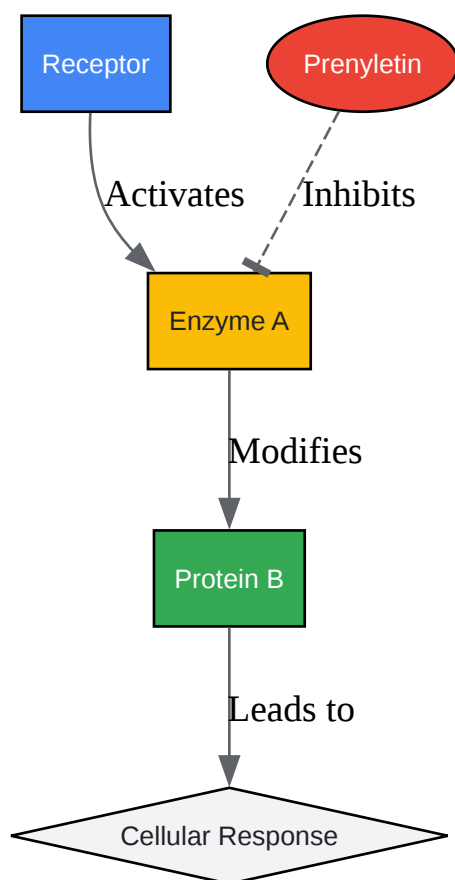 Receptor
Prenyletin
Activates
Inhibits
Enzyme A
Modifies
Protein B
Leads to
Cellular Response